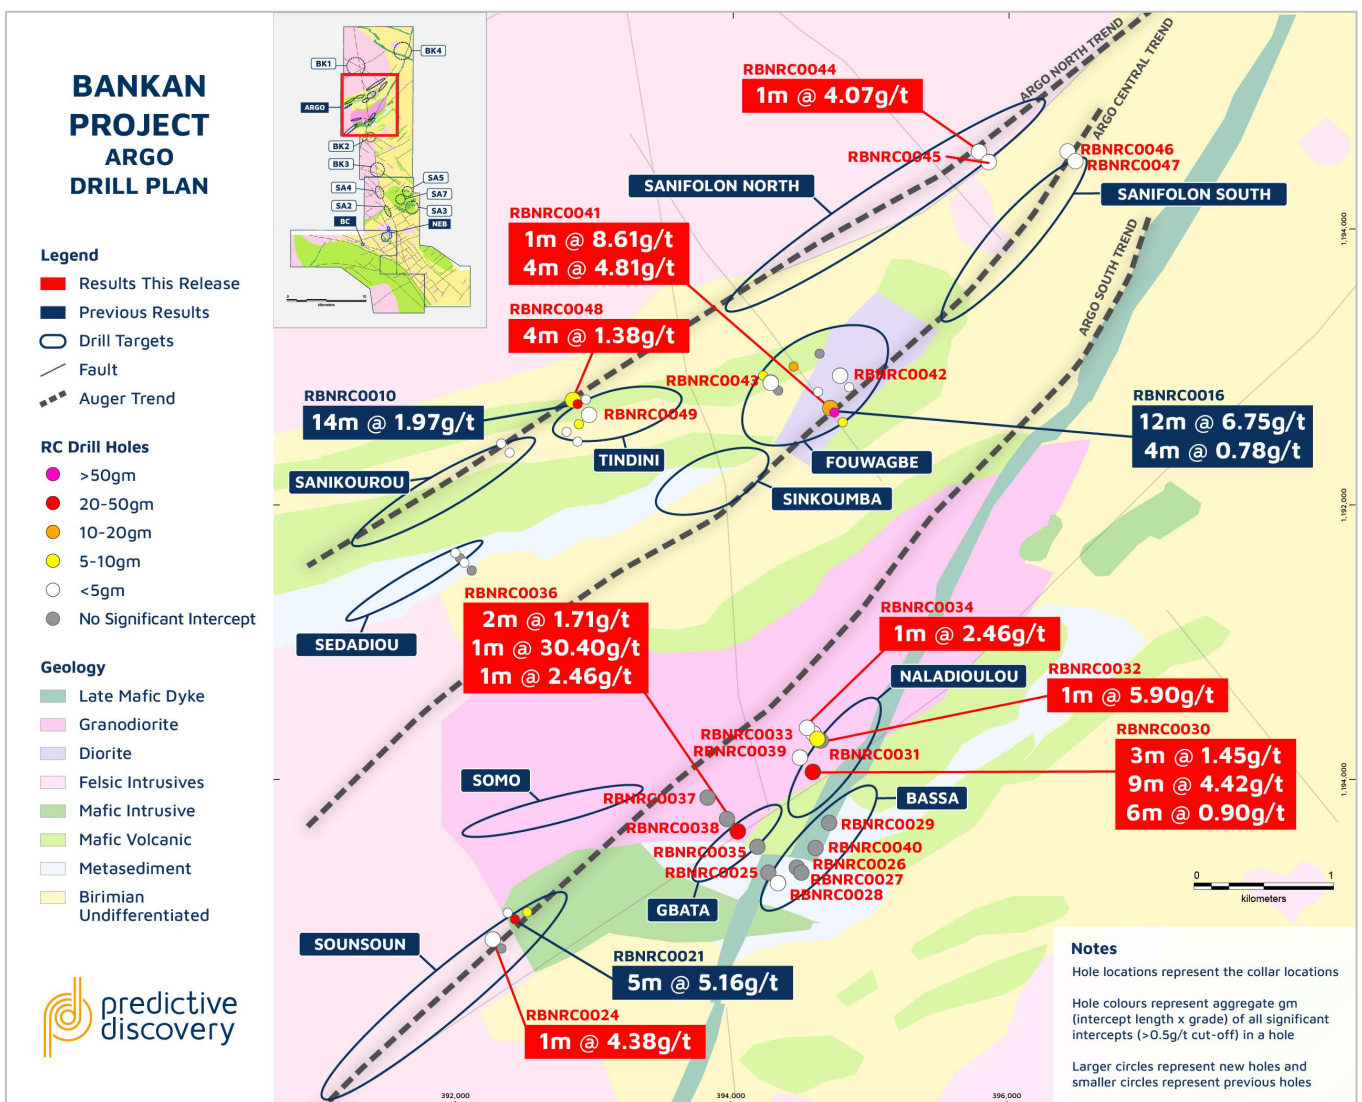 BANKAN
PROJECT
ARGO
DRILL PLAN
Legend
Results This Release
Previous Results
Drill Targets
Fault
Auger Trend
RC Drill Holes
>50gm
20-50gm
10-20gm
5-10gm
<5gm
No Significant Intercept
Geology
Late Mafic Dyke
Granodiorite
Diorite
Felsic Intrusives
Mafic Intrusive
Mafic Volcanic
Metasediment
Birimian
Undifferentiated
predictive
discovery
BK4
BK1
ARGO
BK2
BK3
SA5
SA4
SA7
SA2
SA3
BC
NEB
kilometers
ARGO NORTH TREND
ARGO CENTRAL TREND
ARGO SOUTH TREND
RBNRC0044
1m @ 4.07g/t
RBNRC0045
RBNRC0046
RBNRC0047
SANIFOLON NORTH
SANIFOLON SOUTH
RBNRC0041
1m @ 8.61g/t
4m @ 4.81g/t
RBNRC0048
4m @ 1.38g/t
RBNRC0010
14m @ 1.97g/t
RBNRC0043
RBNRC0042
RBNRC0049
RBNRC0016
12m @ 6.75g/t
4m @ 0.78g/t
TINDINI
FOUWAGBE
SANIKOUROU
SINKOUMBA
SEDADIOU
RBNRC0036
2m @ 1.71g/t
1m @ 30.40g/t
1m @ 2.46g/t
RBNRC0034
1m @ 2.46g/t
NALADIOULOU
RBNRC0032
1m @ 5.90g/t
RBNRC0033
RBNRC0039
RBNRC0031
RBNRC0030
3m @ 1.45g/t
9m @ 4.42g/t
6m @ 0.90g/t
SOMO
RBNRC0037
BASSA
RBNRC0038
RBNRC0029
RBNRC0035
RBNRC0040
RBNRC0025
RBNRC0026
RBNRC0027
RBNRC0028
GBATA
SOUNSOUN
RBNRC0021
5m @ 5.16g/t
RBNRC0024
1m @ 4.38g/t
0 1
kilometers
1,194,000
1,192,000
1,194,000
392,000
394,000
396,000
Notes
Hole locations represent the collar locations
Hole colours represent aggregate gm
(intercept length x grade) of all significant
intercepts (>0.5g/t cut-off) in a hole
Larger circles represent new holes and
smaller circles represent previous holes